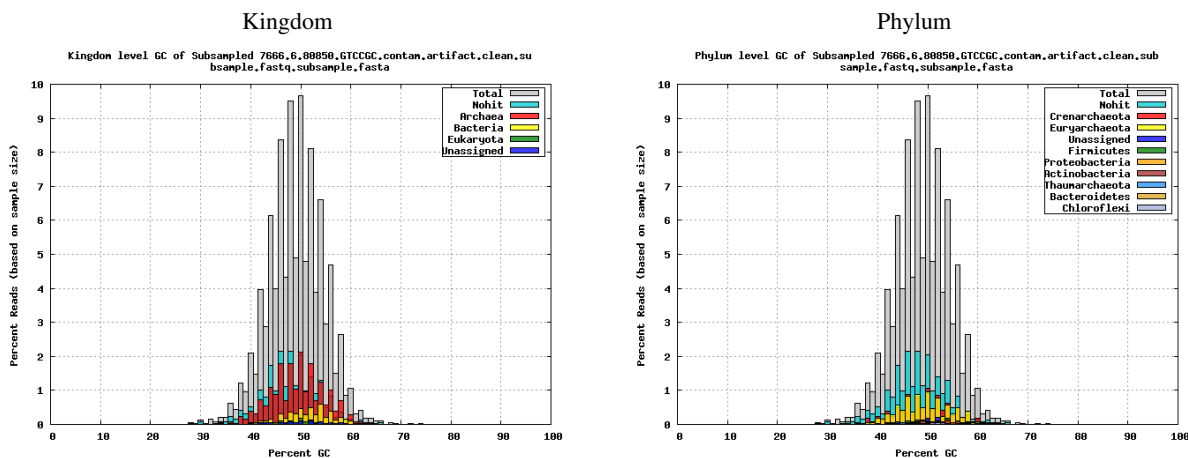 Kingdom
Kingdom level GC of Subsampled 7666.6.80850.GTCCGC.contam.artifact.clean.su
bsample.fastq.subsample.fasta
Percent Reads (based on sample size)
10
9
8
7
6
5
4
3
2
1
0
Total
Nohit
Archaea
Bacteria
Eukaryota
Unassigned
0 10 20 30 40 50 60 70 80 90 100
Percent GC
Phylum
Phylum level GC of Subsampled 7666.6.80850.GTCCGC.contam.artifact.clean.sub
sample.fastq.subsample.fasta
Percent Reads (based on sample size)
10
9
8
7
6
5
4
3
2
1
0
Total
Nohit
Crenarchaeota
Euryarchaeota
Unassigned
Firmicutes
Proteobacteria
Actinobacteria
Thaumarchaeota
Bacteroidetes
Chloroflexi
0 10 20 30 40 50 60 70 80 90 100
Percent GC